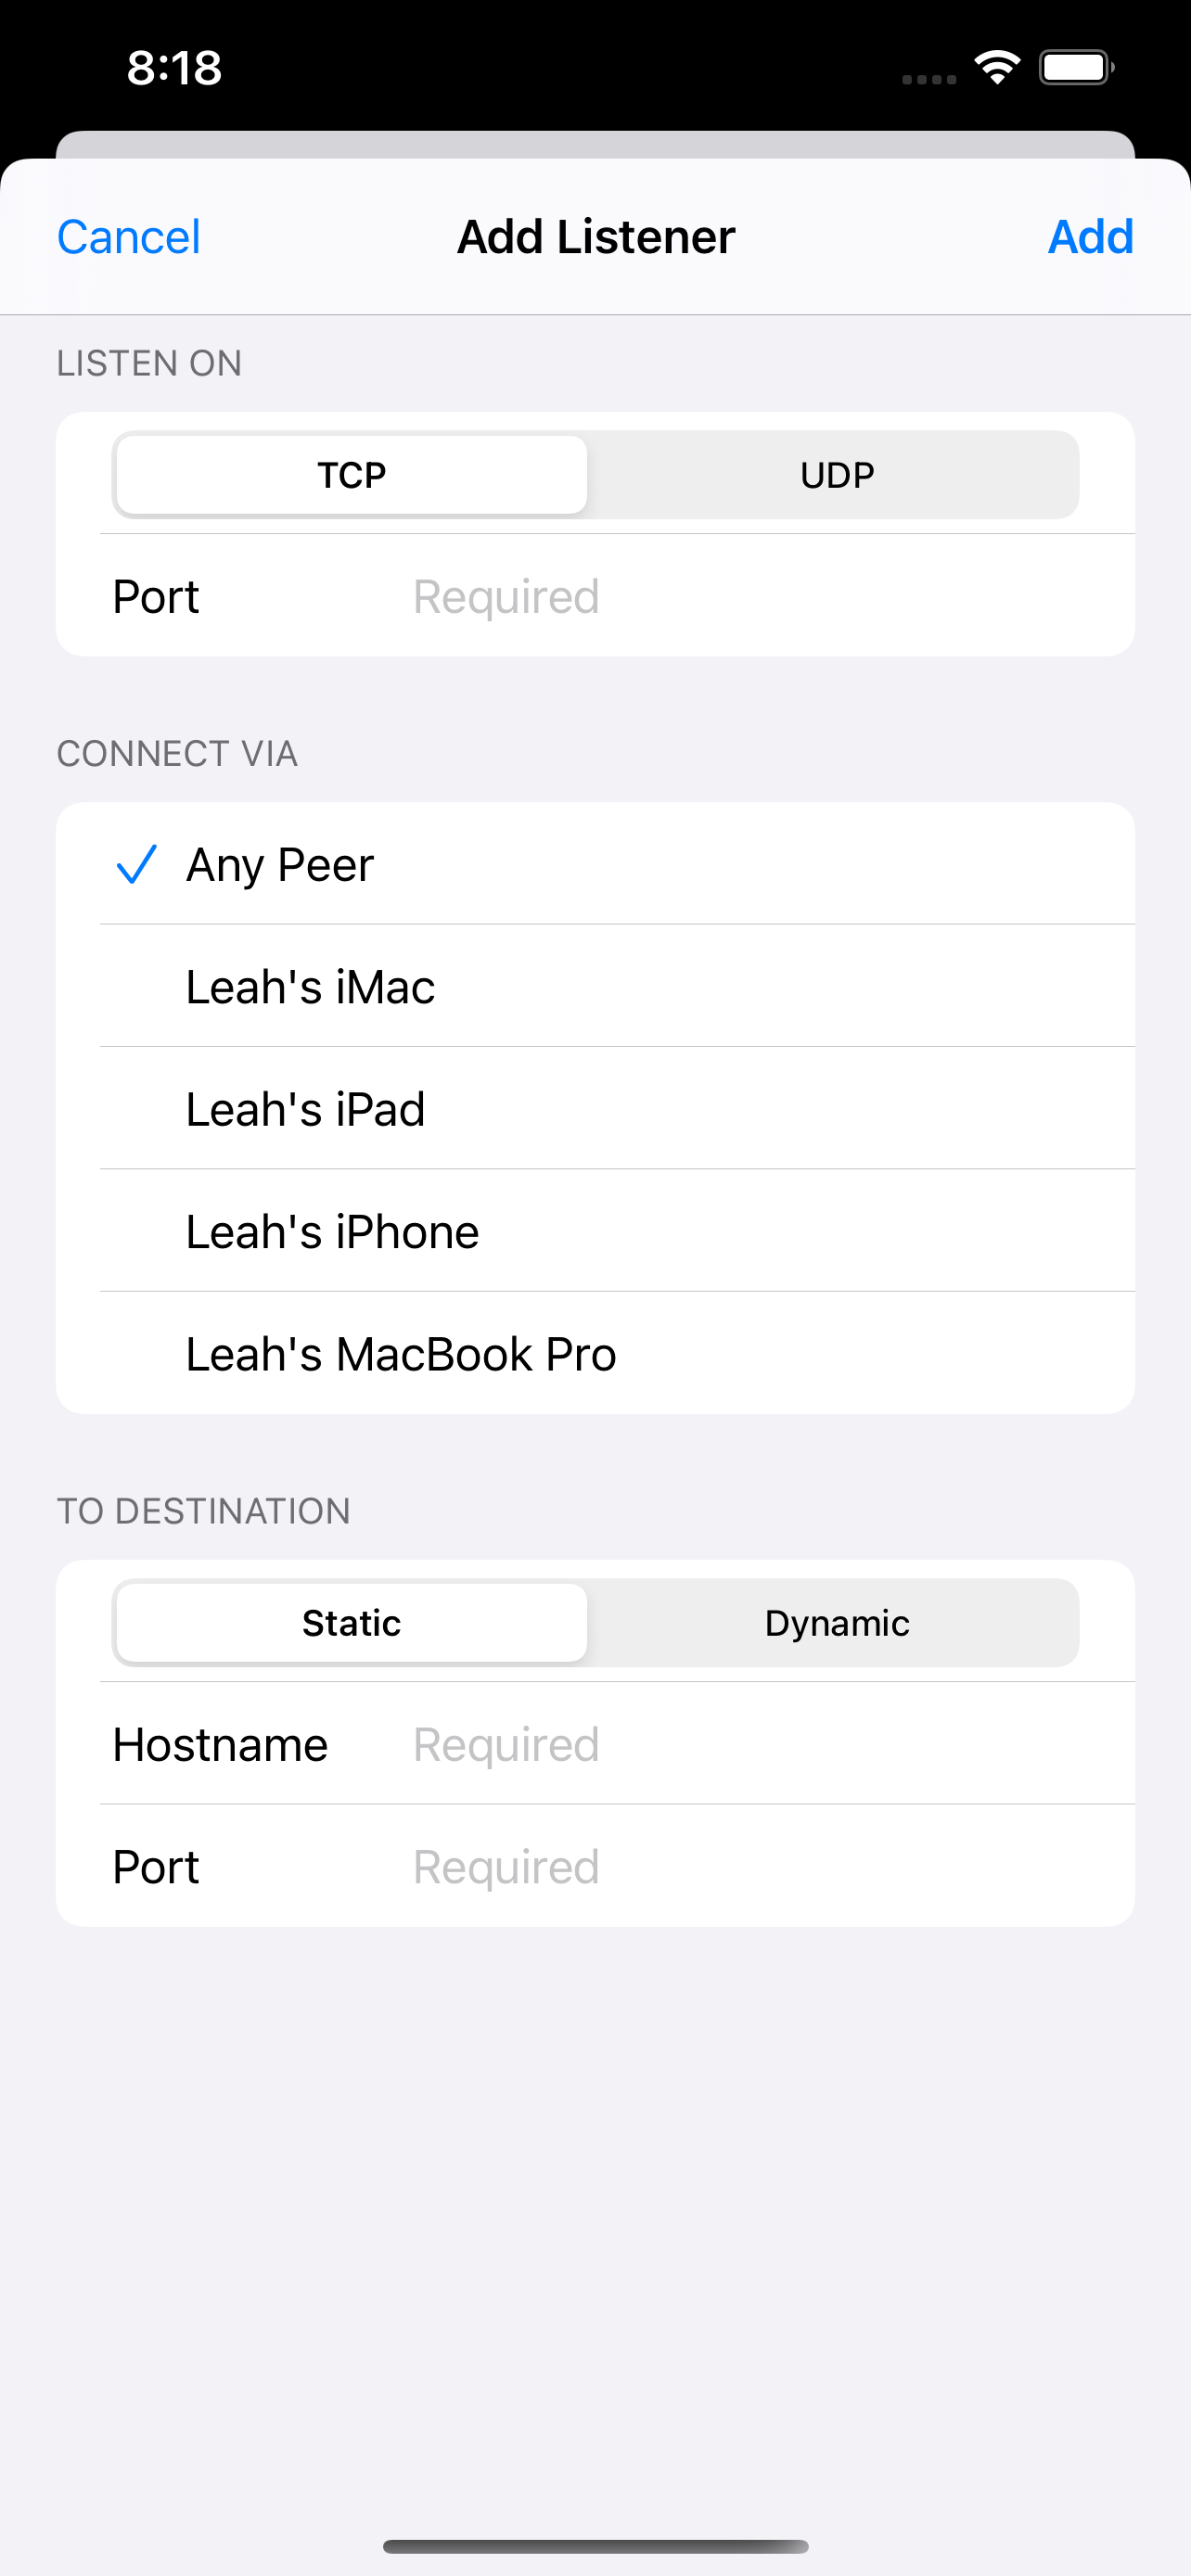 8:18
Cancel Add Listener Add
LISTEN ON
TCP UDP
Port Required
CONNECT VIA
Any Peer
Leah's iMac
Leah's iPad
Leah's iPhone
Leah's MacBook Pro
TO DESTINATION
Static Dynamic
Hostname Required
Port Required